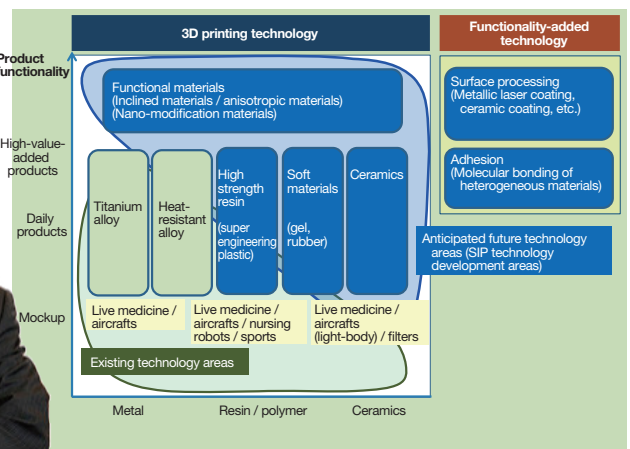 3D printing technology
Functionality-added
technology
Product
functionality
Functional materials
(Inclined materials / anisotropic materials)
(Nano-modification materials)
Surface processing
(Metallic laser coating,
ceramic coating, etc.)
High-value-
added
products
Adhesion
(Molecular bonding of
heterogeneous materials)
Daily
products
Titanium
alloy
Heat-
resistant
alloy
High
strength
resin
(super
engineering
plastic)
Soft
materials
(gel,
rubber)
Ceramics
Anticipated future technology
areas (SIP technology
development areas)
Mockup
Live medicine /
aircrafts
Live medicine /
aircrafts / nursing
robots / sports
Live medicine /
aircrafts
(light-body) / filters
Existing technology areas
Metal
Resin / polymer
Ceramics